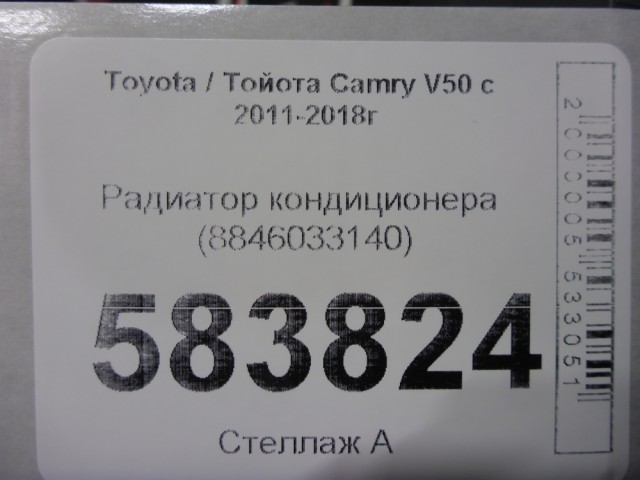 Toyota / Тойота Camry V50 с
2011-2018г
Радиатор кондиционера
(8846033140)
583824
Стеллаж А
2000005533051